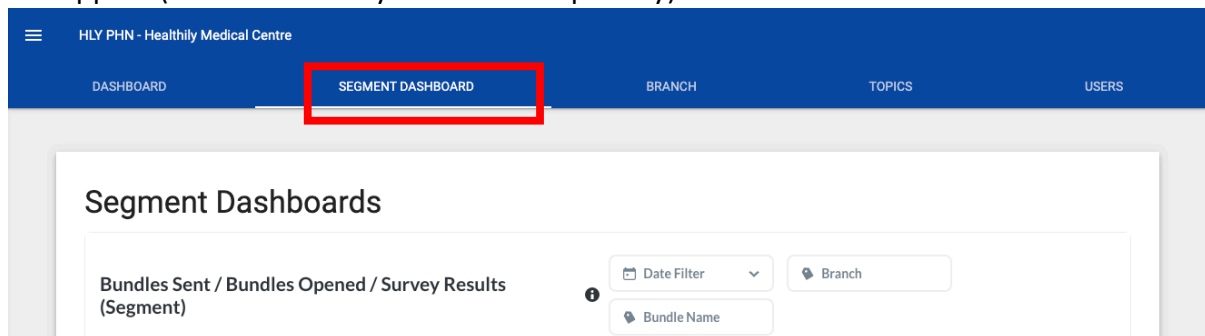 HLY PHN - Healthily Medical Centre
DASHBOARD SEGMENT DASHBOARD BRANCH TOPICS USERS
Segment Dashboards
Bundles Sent / Bundles Opened / Survey Results
(Segment)
Date Filter Branch
Bundle Name